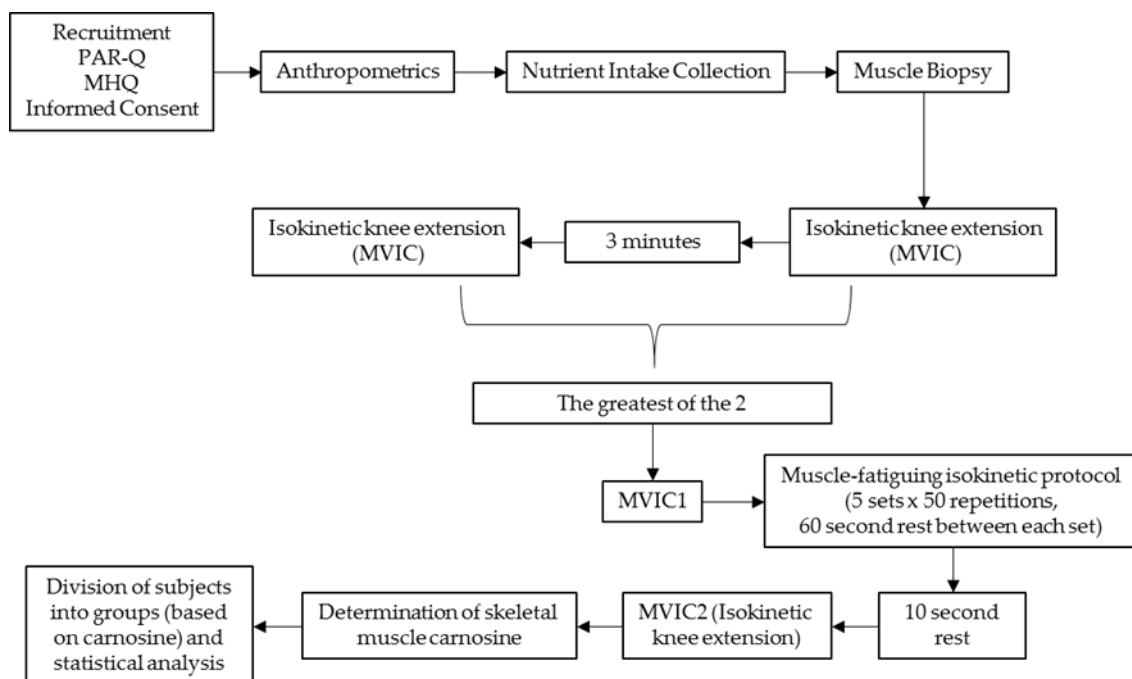 Recruitment
PAR-Q
MHQ
Informed Consent
Anthropometrics
Nutrient Intake Collection
Muscle Biopsy
Isokinetic knee extension
(MVIC)
3 minutes
Isokinetic knee extension
(MVIC)
The greatest of the 2
MVIC1
Muscle-fatiguing isokinetic protocol
(5 sets x 50 repetitions,
60 second rest between each set)
10 second
rest
MVIC2 (Isokinetic
knee extension)
Determination of skeletal
muscle carnosine
Division of subjects
into groups (based
on carnosine) and
statistical analysis